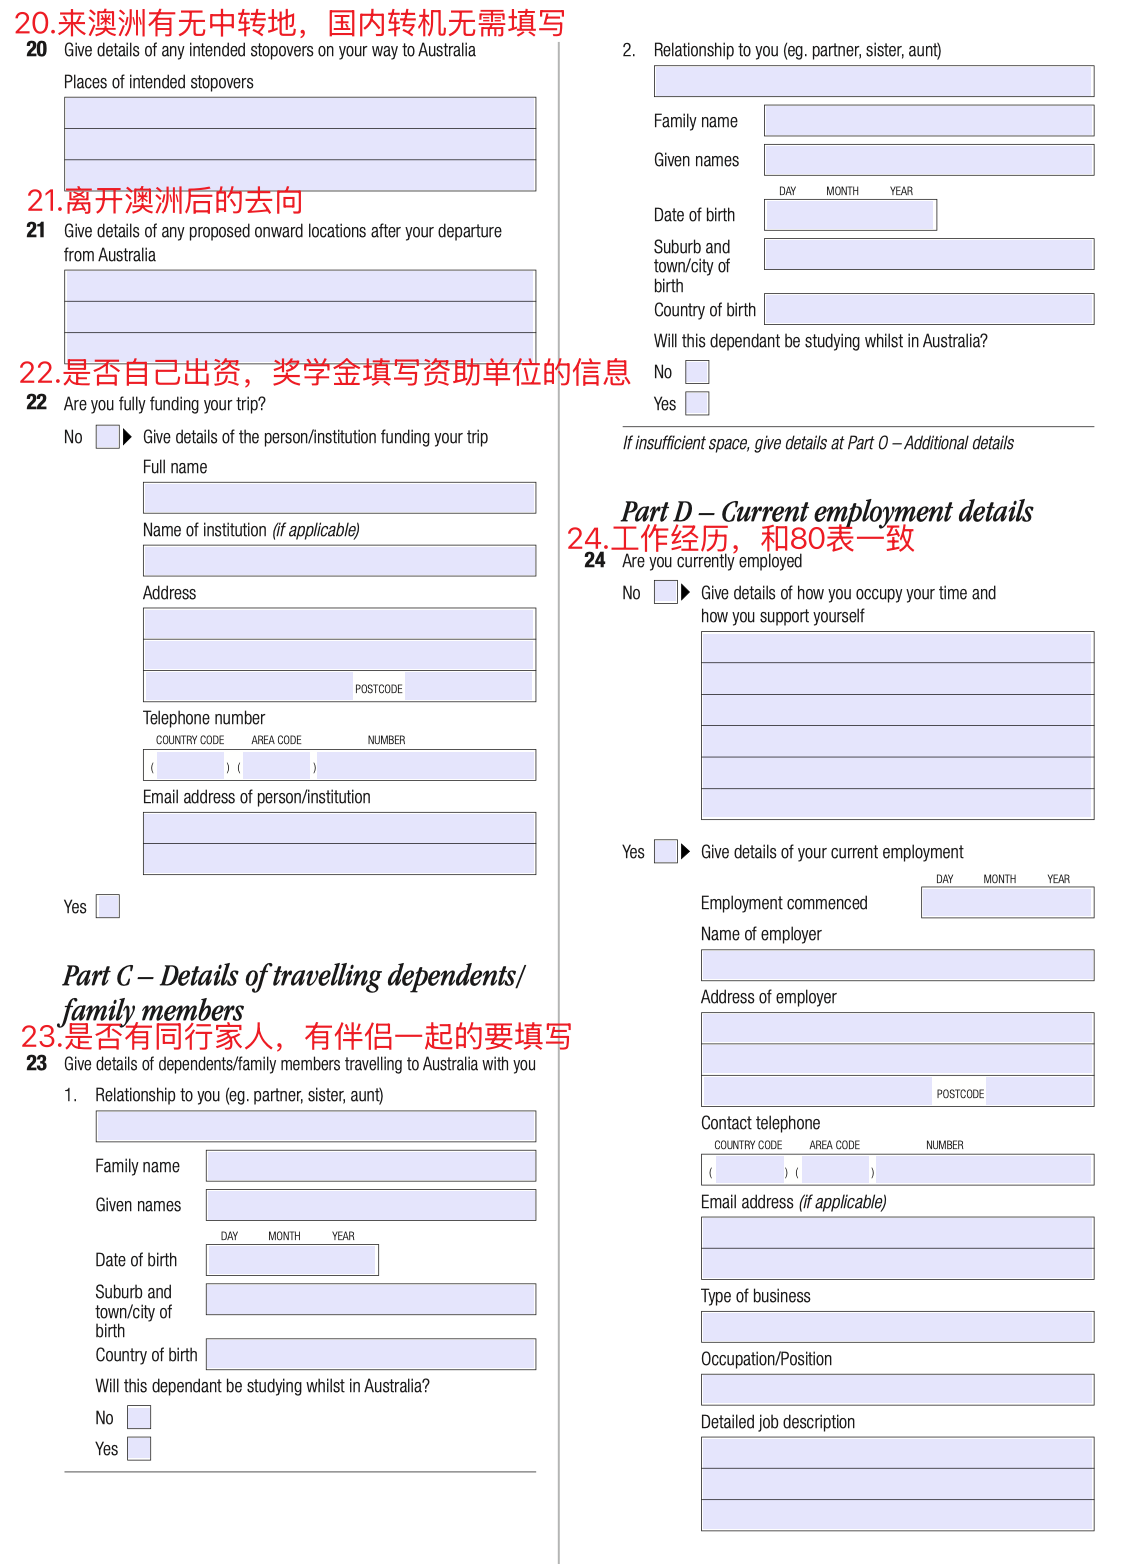 20.来澳洲有无中转地，国内转机无需填写
20 Give details of any intended stopovers on your way to Australia
Places of intended stopovers
21.离开澳洲后的去向
21 Give details of any proposed onward locations after your departure
from Australia
22.是否自己出资，奖学金填写资助单位的信息
22 Are you fully funding your trip?
No Give details of the person/institution funding your trip
Full name
Name of institution (if applicable)
Address
POSTCODE
Telephone number
COUNTRY CODE AREA CODE NUMBER
( ) ( )
Email address of person/institution
Yes
Part C – Details of travelling dependents/
family members
23.是否有同行家人，有伴侣一起的要填写
23 Give details of dependents/family members travelling to Australia with you
1. Relationship to you (eg. partner, sister, aunt)
Family name
Given names
DAY MONTH YEAR
Date of birth
Suburb and
town/city of
birth
Country of birth
Will this dependant be studying whilst in Australia?
No
Yes
2. Relationship to you (eg. partner, sister, aunt)
Family name
Given names
DAY MONTH YEAR
Date of birth
Suburb and
town/city of
birth
Country of birth
Will this dependant be studying whilst in Australia?
No
Yes
If insufficient space, give details at Part O – Additional details
Part D – Current employment details
24.工作经历，和80表一致
24 Are you currently employed
No Give details of how you occupy your time and
how you support yourself
Yes Give details of your current employment
DAY MONTH YEAR
Employment commenced
Name of employer
Address of employer
POSTCODE
Contact telephone
COUNTRY CODE AREA CODE NUMBER
( ) ( )
Email address (if applicable)
Type of business
Occupation/Position
Detailed job description